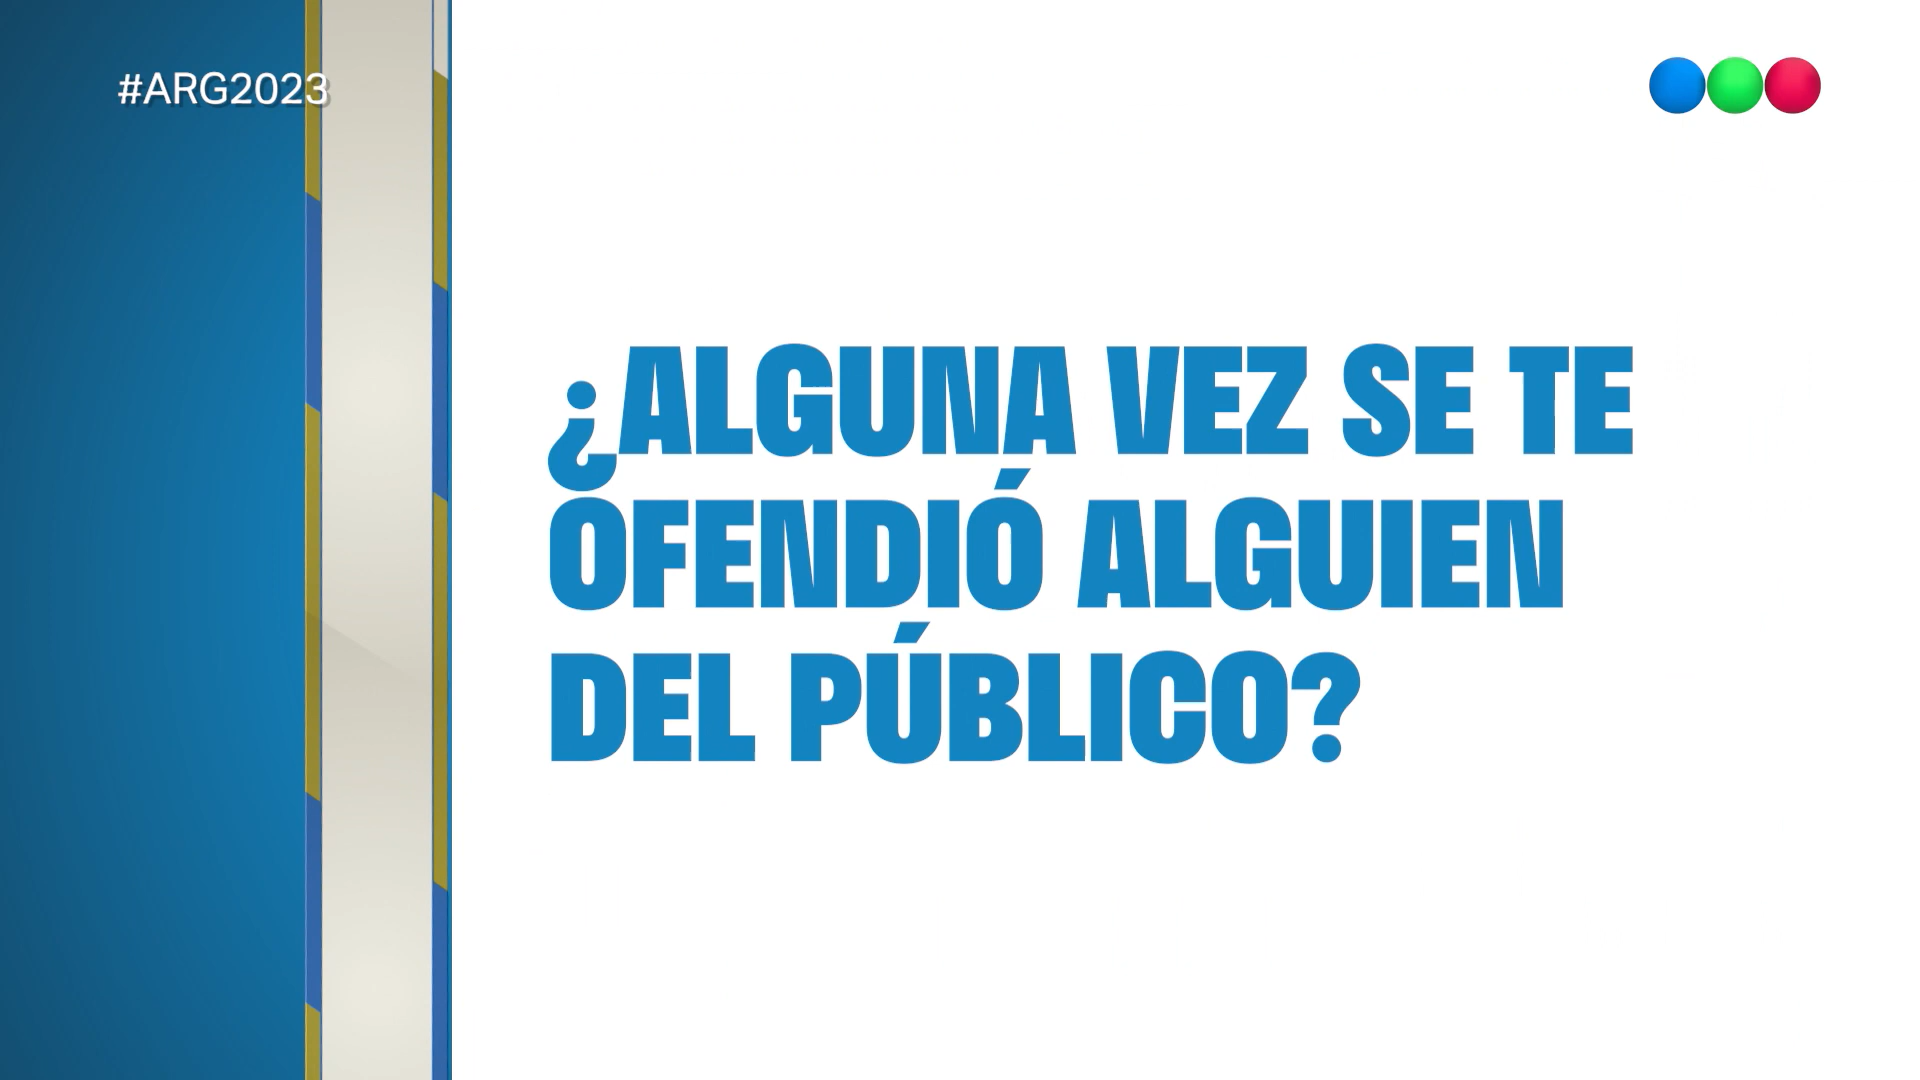 #ARG2023
¿ALGUNA VEZ SE TE
OFENDIÓ ALGUIEN
DEL PÚBLICO?